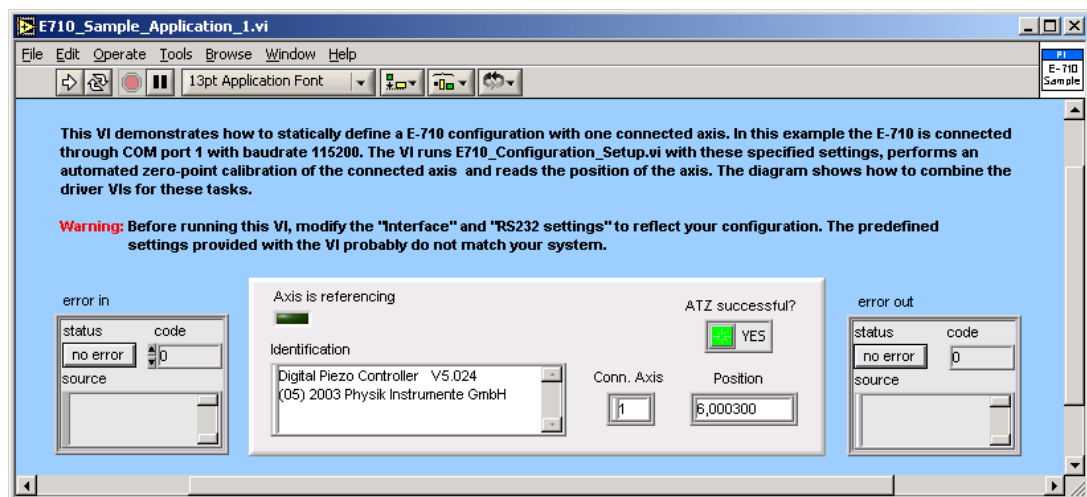 E710_Sample_Application_1.vi
File Edit Operate Tools Browse Window Help
13pt Application Font
PI
E-710
Sample
This VI demonstrates how to statically define a E-710 configuration with one connected axis. In this example the E-710 is connected
through COM port 1 with baudrate 115200. The VI runs E710_Configuration_Setup.vi with these specified settings, performs an
automated zero-point calibration of the connected axis and reads the position of the axis. The diagram shows how to combine the
driver VIs for these tasks.
Warning: Before running this VI, modify the "Interface" and "RS232 settings" to reflect your configuration. The predefined
settings provided with the VI probably do not match your system.
error in
status code
no error 0
source
Axis is referencing
Identification
Digital Piezo Controller V5.024
(05) 2003 Physik Instrumente GmbH
Conn. Axis
1
ATZ successful?
YES
Position
6,000300
error out
status code
no error 0
source